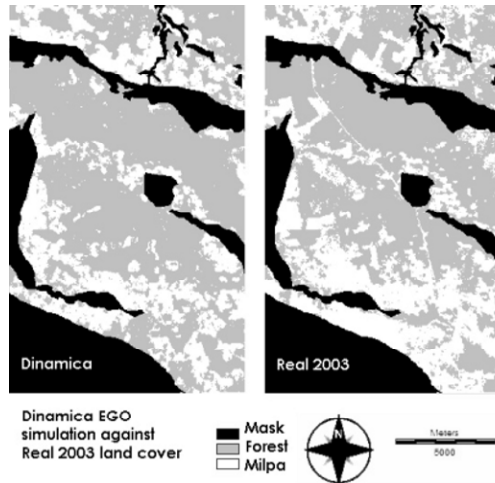 Dinamica
Real 2003
Dinamica EGO
simulation against
Real 2003 land cover
Mask
Forest
Milpa
N
Meters
5000